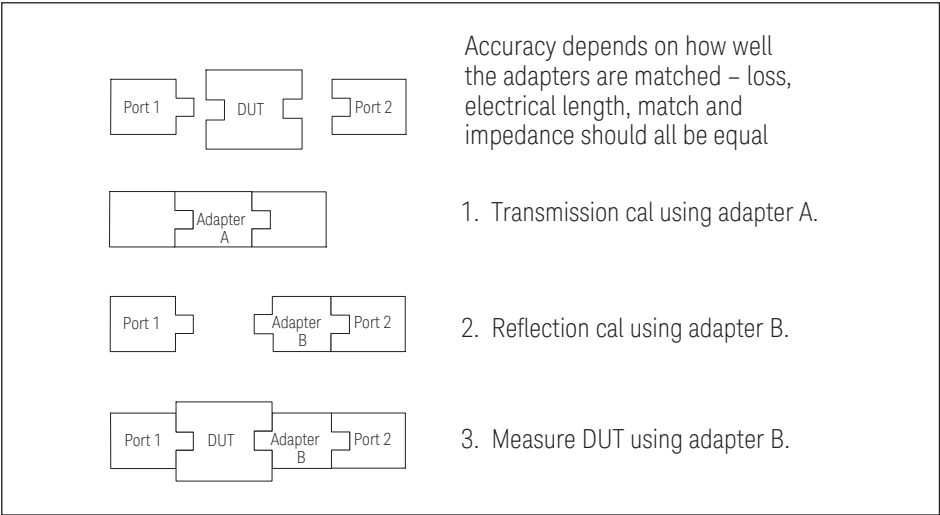 Accuracy depends on how well
the adapters are matched – loss,
electrical length, match and
impedance should all be equal
Port 1
DUT
Port 2
Adapter
A
1. Transmission cal using adapter A.
Port 1
Adapter
B
Port 2
2. Reflection cal using adapter B.
Port 1
DUT
Adapter
B
Port 2
3. Measure DUT using adapter B.